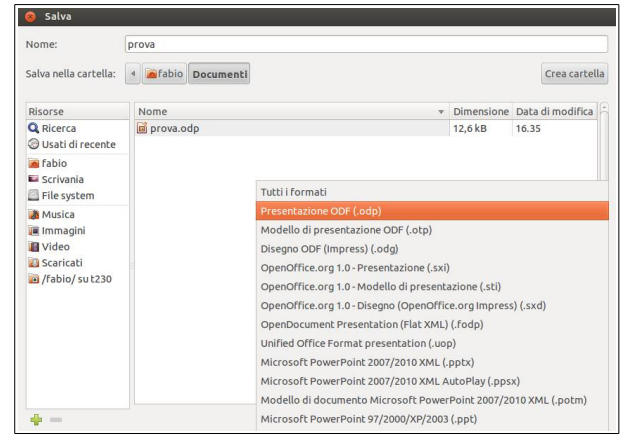 Salva
Nome: prova
Salva nella cartella: fabio Documenti Crea cartella
Risorse Nome Dimensione Data di modifica
Ricerca prova.odp 12,6 kB 16.35
Usati di recente
fabio
Scrivania
File system
Musica
Immagini
Video
Scaricati
/fabio/ su t230
Tutti i formati
Presentazione ODF (.odp)
Modello di presentazione ODF (.otp)
Disegno ODF (Impress) (.odg)
OpenOffice.org 1.0 - Presentazione (.sxi)
OpenOffice.org 1.0 - Modello di presentazione (.sti)
OpenOffice.org 1.0 - Disegno (OpenOffice.org Impress) (.sxd)
OpenDocument Presentation (Flat XML) (.fodp)
Unified Office Format presentation (.uop)
Microsoft PowerPoint 2007/2010 XML (.pptx)
Microsoft PowerPoint 2007/2010 XML AutoPlay (.ppsx)
Modello di documento Microsoft PowerPoint 2007/2010 XML (.potm)
Microsoft PowerPoint 97/2000/XP/2003 (.ppt)